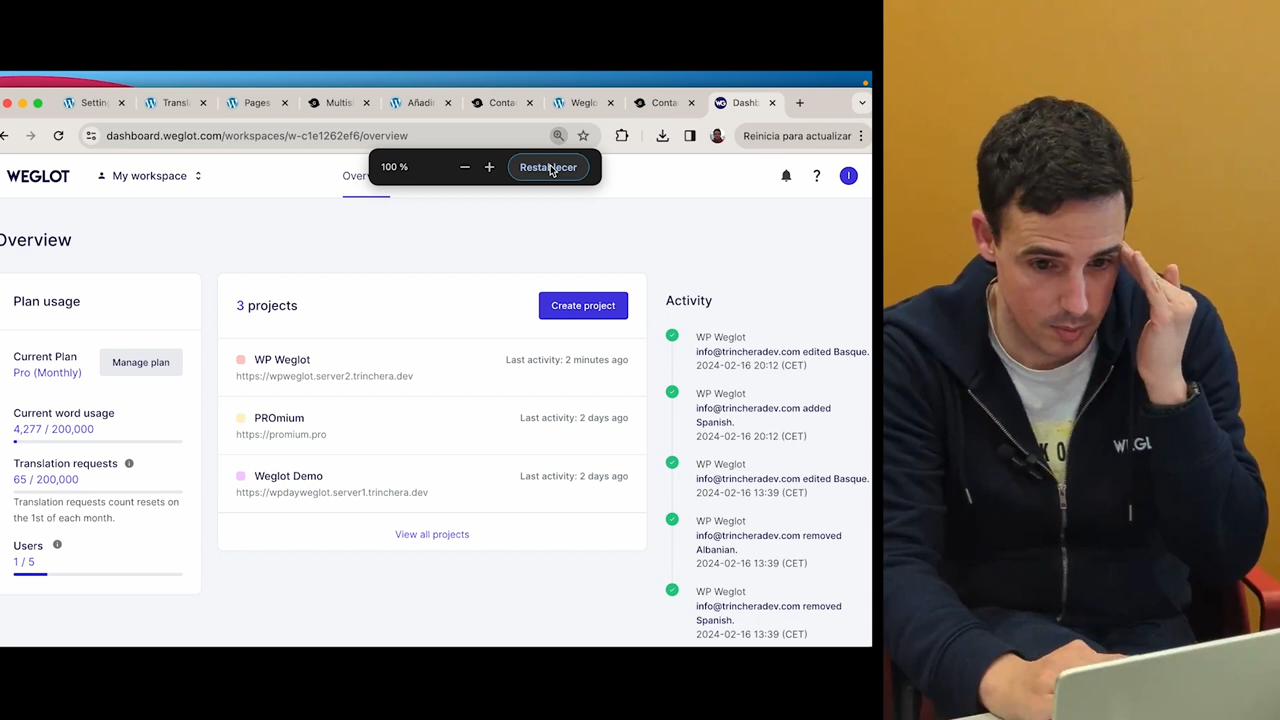 Settin
Transl
Pages
Multis
Añadi
Conta
Weglo
Conta
Dashb
dashboard.weglot.com/workspaces/w-c1e1262ef6/overview
Reinicia para actualizar
100 %
Restablecer
WEGLOT
My workspace
Overv
I
Overview
Plan usage
Current Plan
Pro (Monthly)
Manage plan
Current word usage
4,277 / 200,000
Translation requests
65 / 200,000
Translation requests count resets on
the 1st of each month.
Users
1 / 5
3 projects
Create project
WP Weglot
Last activity: 2 minutes ago
https://wpweglot.server2.trinchera.dev
PROmium
Last activity: 2 days ago
https://promium.pro
Weglot Demo
Last activity: 2 days ago
https://wpdayweglot.server1.trinchera.dev
View all projects
Activity
WP Weglot
info@trincheradev.com edited Basque.
2024-02-16 20:12 (CET)
WP Weglot
info@trincheradev.com added
Spanish.
2024-02-16 20:12 (CET)
WP Weglot
info@trincheradev.com edited Basque.
2024-02-16 13:39 (CET)
WP Weglot
info@trincheradev.com removed
Albanian.
2024-02-16 13:39 (CET)
WP Weglot
info@trincheradev.com removed
Spanish.
2024-02-16 13:39 (CET)